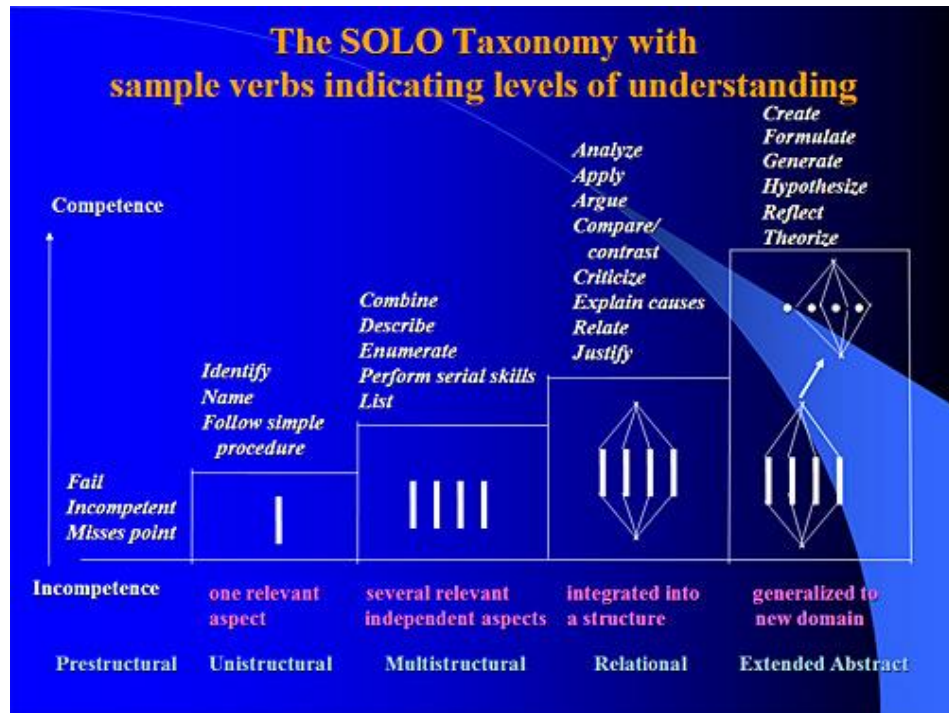 The SOLO Taxonomy with
sample verbs indicating levels of understanding
Competence
Incompetence
Fail
Incompetent
Misses point
Prestructural
Identify
Name
Follow simple
procedure
one relevant
aspect
Unistructural
Combine
Describe
Enumerate
Perform serial skills
List
several relevant
independent aspects
Multistructural
Analyze
Apply
Argue
Compare/
contrast
Criticize
Explain causes
Relate
Justify
integrated into
a structure
Relational
Create
Formulate
Generate
Hypothesize
Reflect
Theorize
generalized to
new domain
Extended Abstract